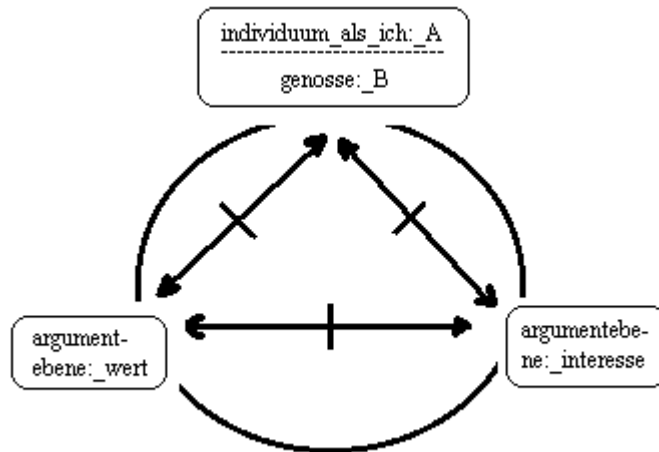 individuum_als_ich:_A
genosse:_B
argument-
ebene:_wert
argumentebe-
ne:_interesse